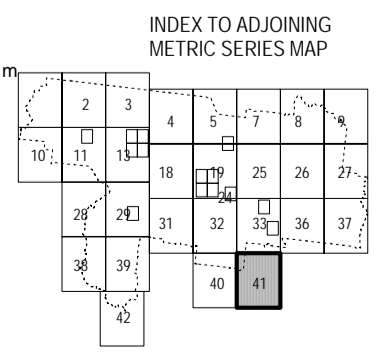 INDEX TO ADJOINING
METRIC SERIES MAP
m
2 3 4 5 7 8 9
10 11 13 18 19 25 26 27
24
28 29 31 32 33 36 37
38 39 40 41
42